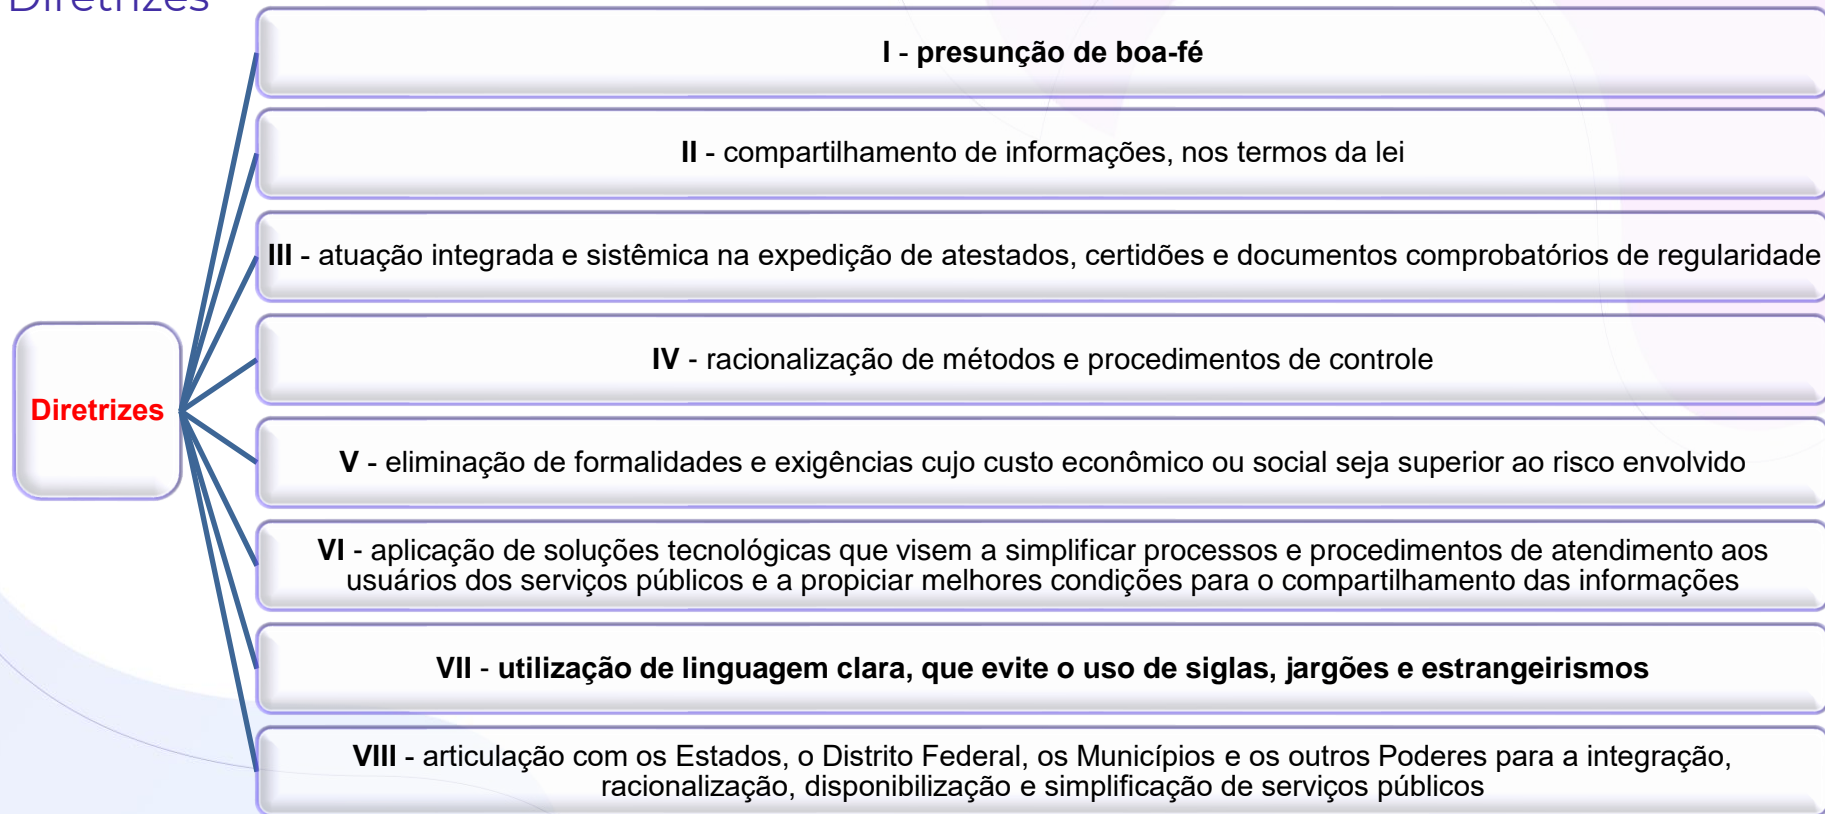 Diretrizes
I - presunção de boa-fé
II - compartilhamento de informações, nos termos da lei
III - atuação integrada e sistêmica na expedição de atestados, certidões e documentos comprobatórios de regularidade
IV - racionalização de métodos e procedimentos de controle
Diretrizes
V - eliminação de formalidades e exigências cujo custo econômico ou social seja superior ao risco envolvido
VI - aplicação de soluções tecnológicas que visem a simplificar processos e procedimentos de atendimento aos
usuários dos serviços públicos e a propiciar melhores condições para o compartilhamento das informações
VII - utilização de linguagem clara, que evite o uso de siglas, jargões e estrangeirismos
VIII - articulação com os Estados, o Distrito Federal, os Municípios e os outros Poderes para a integração,
racionalização, disponibilização e simplificação de serviços públicos